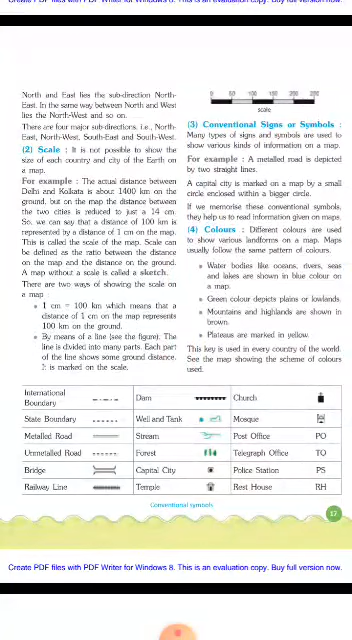 Create PDF files with PDF Writer for Windows 8. This is an evaluation copy. Buy full version now.
North and East lies the sub-direction North-
East. In the same way between North and West
lies the North-West and so on.
There are four major sub-directions. i.e., North-
East, North-West, South-East and South-West.
(2) Scale : It is not possible to show the
size of each country and city of the Earth on
a map.
For example : The actual distance between
Delhi and Kolkata is about 1400 km on the
ground, but on the map the distance between
the two cities is reduced to just a 14 cm.
So, we can say that a distance of 100 km is
represented by a distance of 1 cm on the map.
This is called the scale of the map. Scale can
be defined as the ratio between the distance
on the map and the distance on the ground.
A map without a scale is called a sketch.
There are two ways of showing the scale on
a map :
1 cm = 100 km which means that a
distance of 1 cm on the map represents
100 km on the ground.
By means of a line (see the figure). The
line is divided into many parts. Each part
of the line shows some ground distance.
It is marked on the scale.
0 50 100 150 200 250
scale
(3) Conventional Signs or Symbols :
Many types of signs and symbols are used to
show various kinds of information on a map.
For example : A metalled road is depicted
by two straight lines.
A capital city is marked on a map by a small
circle enclosed within a bigger circle.
If we memorise these conventional symbols,
they help us to read information given on maps.
(4) Colours : Different colours are used
to show various landforms on a map. Maps
usually follow the same pattern of colours.
Water bodies like oceans, rivers, seas
and lakes are shown in blue colour on
a map.
Green colour depicts plains or lowlands.
Mountains and highlands are shown in
brown.
Plateaus are marked in yellow.
This key is used in every country of the world.
See the map showing the scheme of colours
used.
International
Boundary
Dam
Church
State Boundary
Well and Tank
Mosque
Metalled Road
Stream
Post Office PO
Unmetalled Road
Forest
Telegraph Office TO
Bridge
Capital City
Police Station PS
Railway Line
Temple
Rest House RH
Conventional symbols
17
Create PDF files with PDF Writer for Windows 8. This is an evaluation copy. Buy full version now.